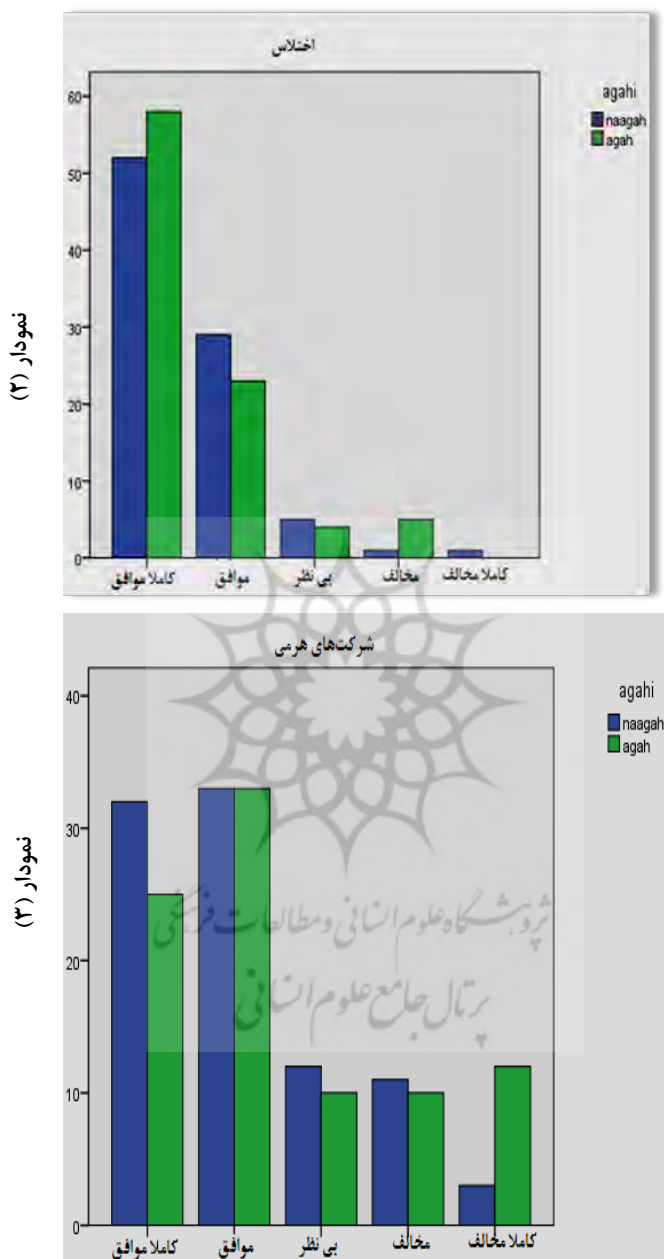 اختلاس
agahi
naagah
agah
60
50
40
30
20
10
0
کاملا موافق
موافق
بی نظر
مخالف
کاملا مخالف
نمودار (۲)
شرکت‌های هرمی
agahi
naagah
agah
40
30
20
10
0
کاملا موافق
موافق
بی نظر
مخالف
کاملا مخالف
نمودار (۳)
پژوهشگاه علوم انسانی و مطالعات فرهنگی
پرتال جامع علوم انسانی